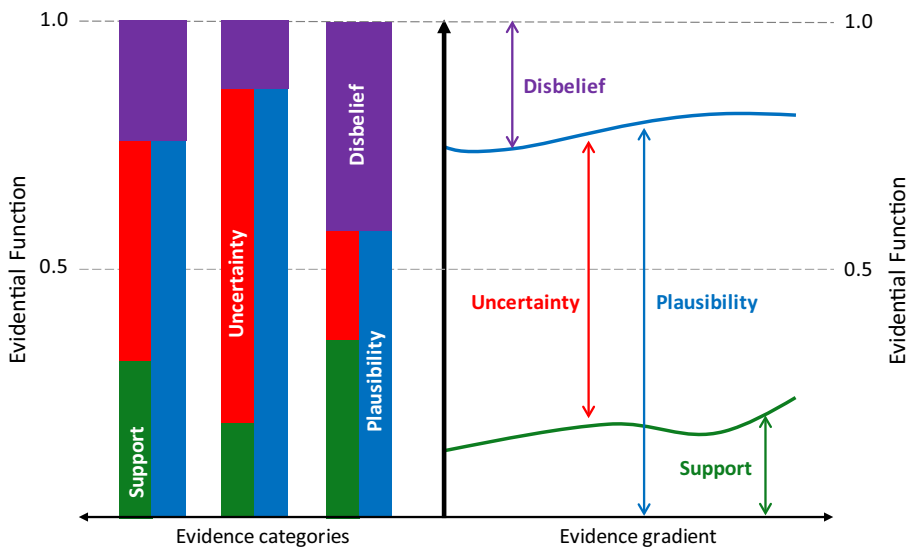 1.0
1.0
Disbelief
Disbelief
Evidential Function
Uncertainty
0.5
0.5
Uncertainty
Plausibility
Evidential Function
Support
Plausibility
Support
Evidence categories
Evidence gradient